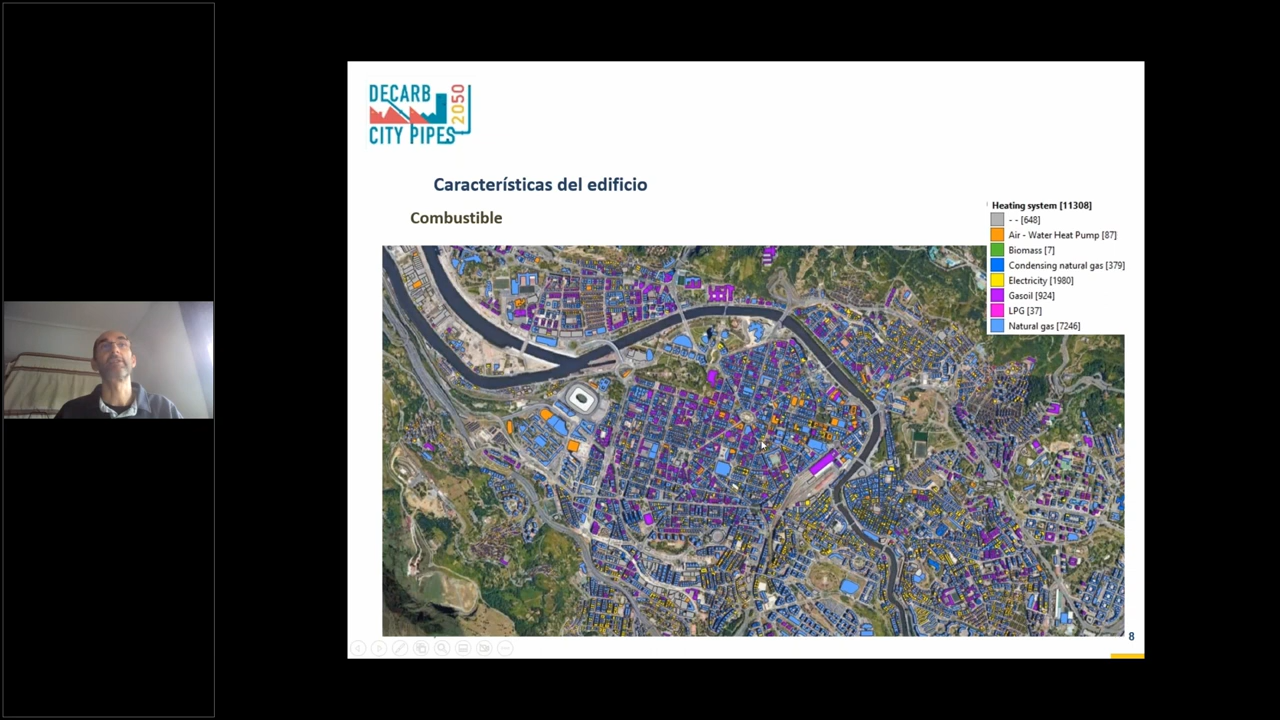 DECARB
CITY PIPES
2050
Características del edificio
Combustible
Heating system [11308]
- - [648]
Air - Water Heat Pump [87]
Biomass [7]
Condensing natural gas [379]
Electricity [1980]
Gasoil [924]
LPG [37]
Natural gas [7246]
8